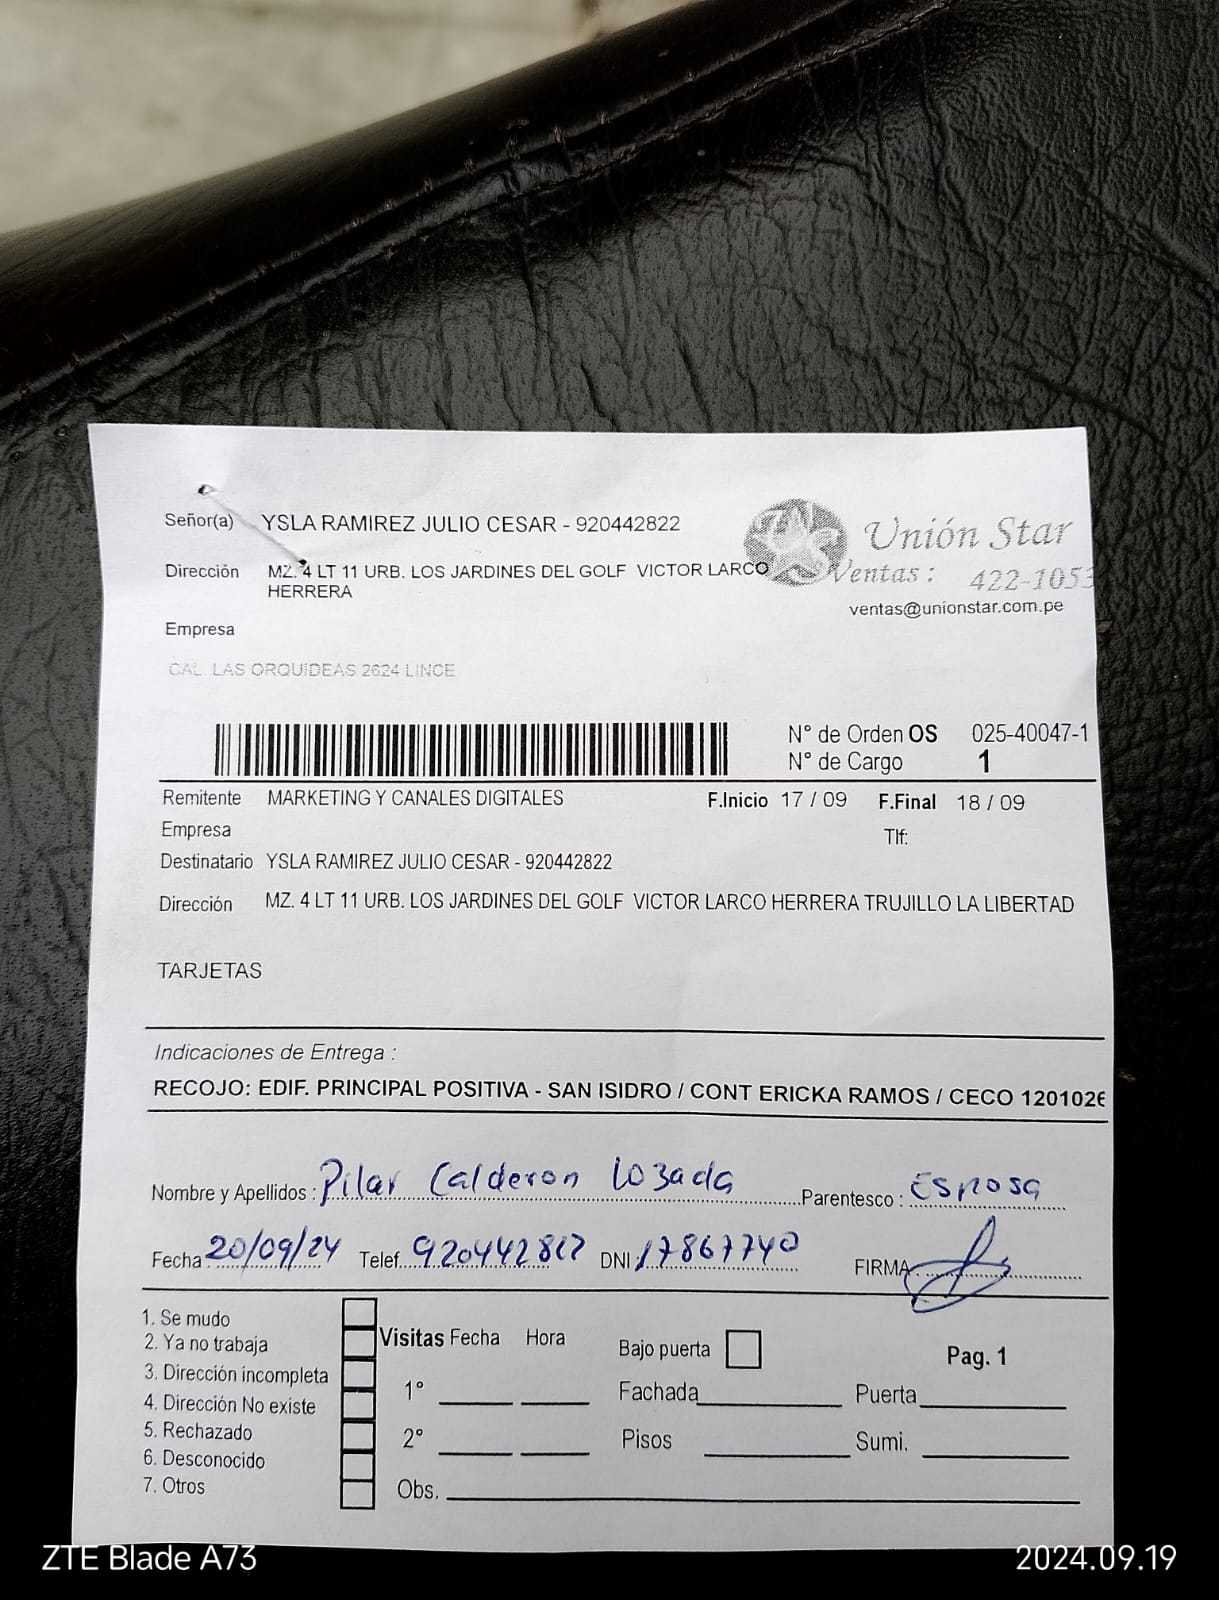 Señor(a) YSLA RAMIREZ JULIO CESAR - 920442822
Unión Star
Dirección MZ. 4 LT 11 URB. LOS JARDINES DEL GOLF VICTOR LARCO
HERRERA
Ventas : 422-1053
ventas@unionstar.com.pe
Empresa
CAL. LAS ORQUIDEAS 2624 LINCE
N° de Orden OS 025-40047-1
N° de Cargo 1
Remitente MARKETING Y CANALES DIGITALES F.Inicio 17 / 09 F.Final 18 / 09
Empresa Tlf:
Destinatario YSLA RAMIREZ JULIO CESAR - 920442822
Dirección MZ. 4 LT 11 URB. LOS JARDINES DEL GOLF VICTOR LARCO HERRERA TRUJILLO LA LIBERTAD
TARJETAS
Indicaciones de Entrega :
RECOJO: EDIF. PRINCIPAL POSITIVA - SAN ISIDRO / CONT ERICKA RAMOS / CECO 1201026
Nombre y Apellidos : Pilar Calderon Lozada Parentesco : Esposa
Fecha 20/09/24 Telef. DNI 17867740 FIRMA
1. Se mudo
2. Ya no trabaja
3. Dirección incompleta
4. Dirección No existe
5. Rechazado
6. Desconocido
7. Otros
Visitas Fecha Hora
1°
2°
Obs.
Bajo puerta
Fachada
Pisos
Pag. 1
Puerta
Sumi.
ZTE Blade A73
2024.09.19